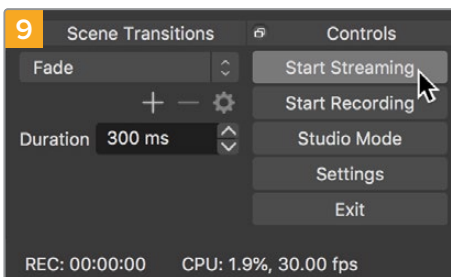 9
Scene Transitions
Controls
Fade
Start Streaming
Start Recording
Duration 300 ms
Studio Mode
Settings
Exit
REC: 00:00:00 CPU: 1.9%, 30.00 fps